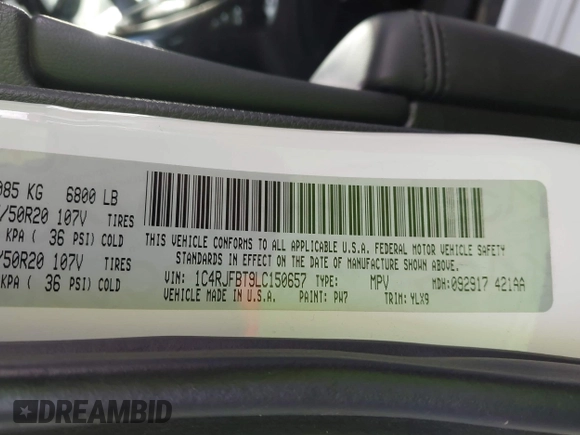 085 KG 6800 LB
/50R20 107V TIRES
KPA ( 36 PSI) COLD
/50R20 107V TIRES
KPA ( 36 PSI) COLD
THIS VEHICLE CONFORMS TO ALL APPLICABLE U.S.A. FEDERAL MOTOR VEHICLE SAFETY
STANDARDS IN EFFECT ON THE DATE OF MANUFACTURE SHOWN ABOVE.
VIN: 1C4RJFBT9LC150657 TYPE: MPV MDH: 092917 421AA
VEHICLE MADE IN U.S.A. PAINT: PW7 TRIM: YLX9
DREAMBID